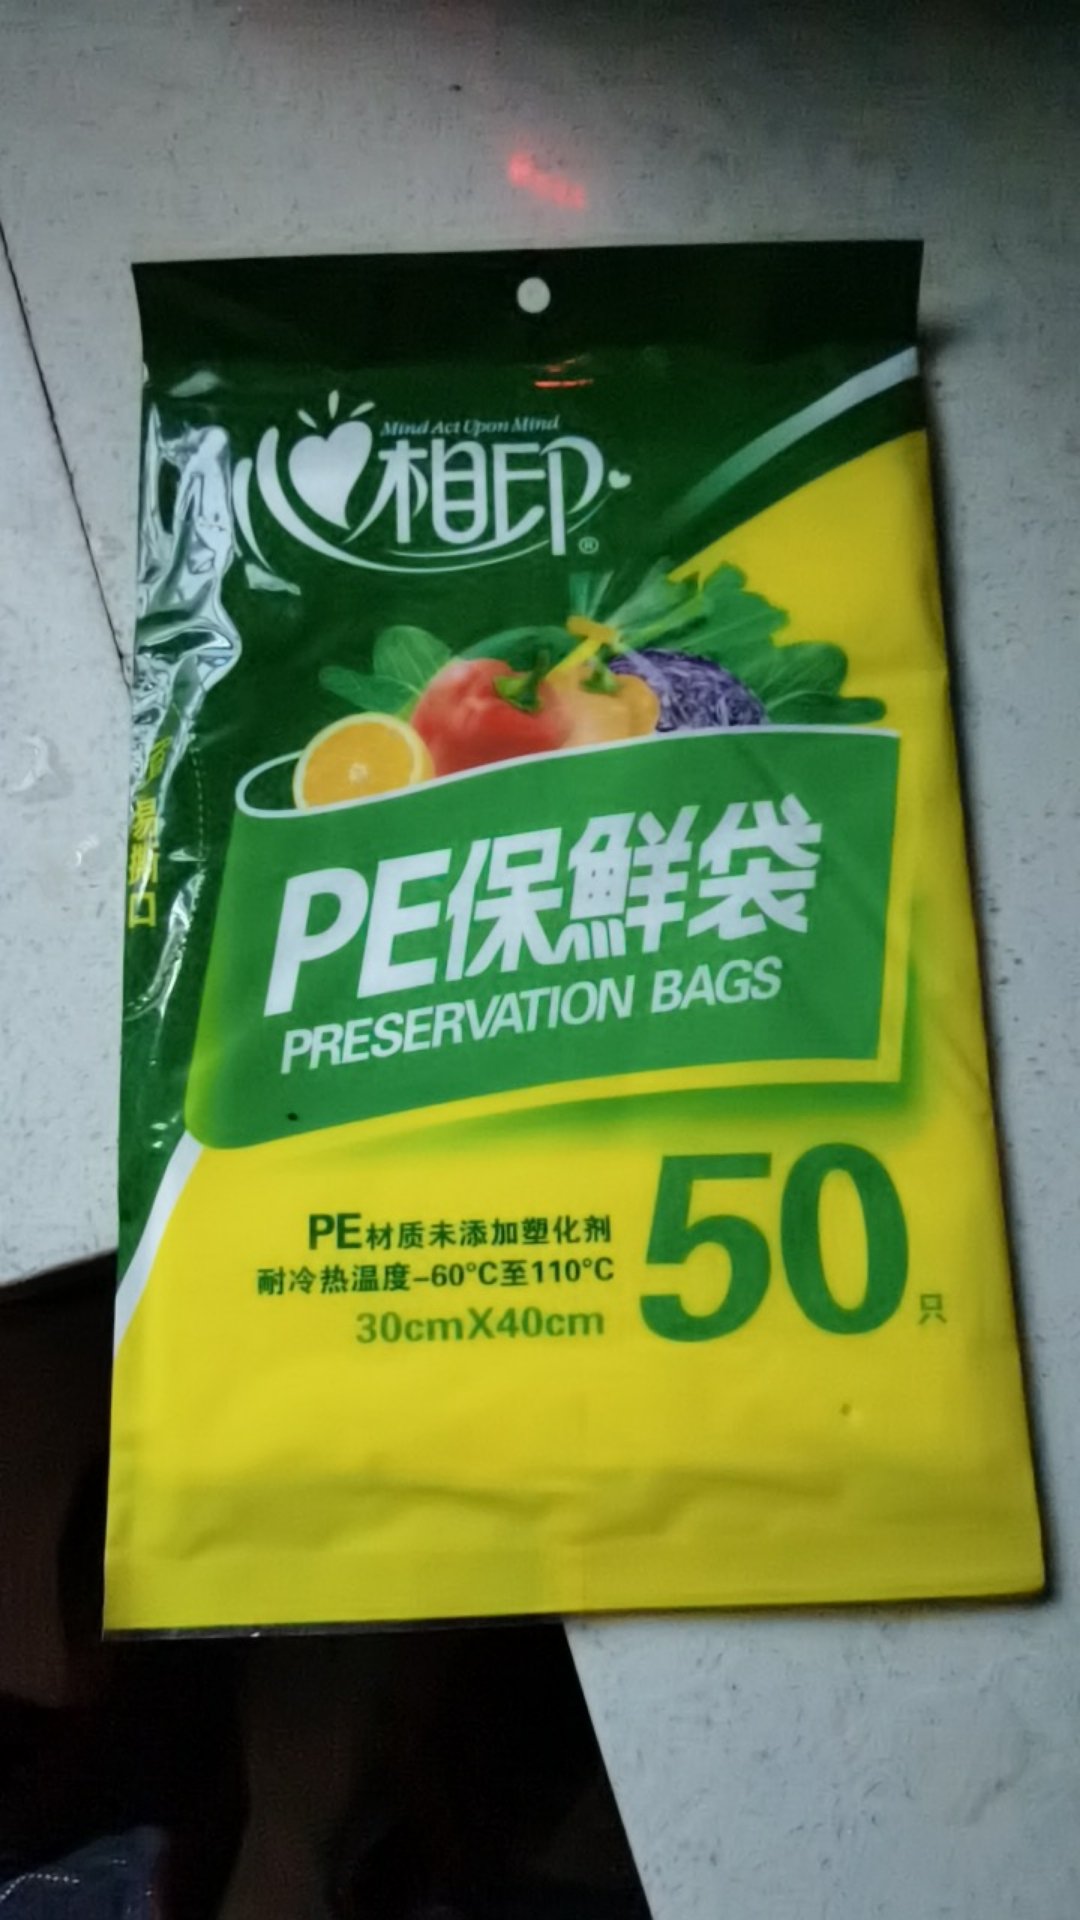 Mind Act Upon Mind
心相印
®
易撕口
PE保鮮袋
PRESERVATION BAGS
PE材质未添加塑化剂
耐冷热温度-60°C至110°C
30cmX40cm
50只